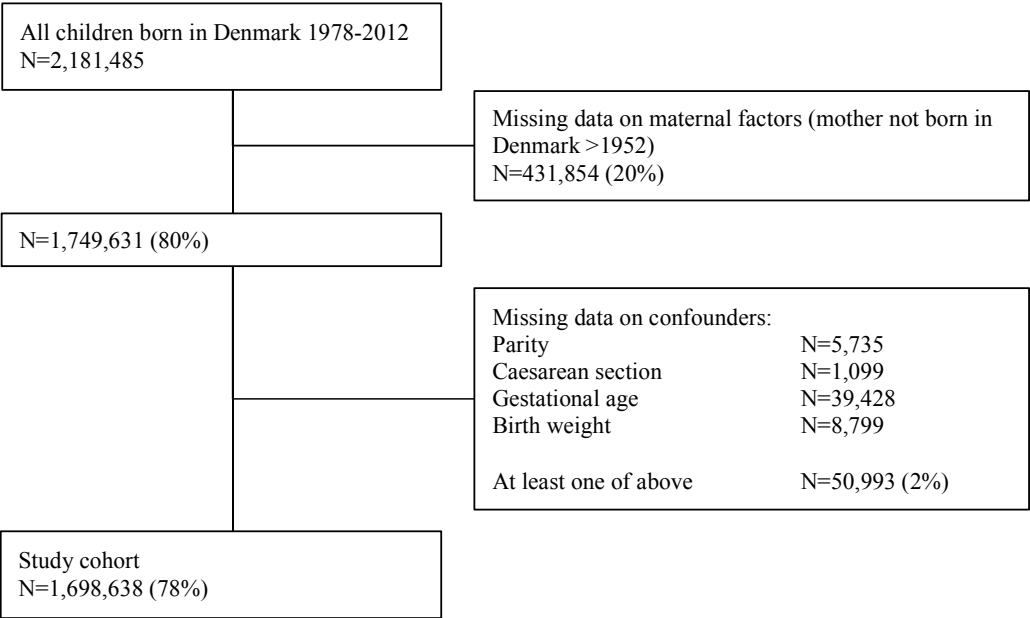 All children born in Denmark 1978-2012
N=2,181,485
Missing data on maternal factors (mother not born in
Denmark >1952)
N=431,854 (20%)
N=1,749,631 (80%)
Missing data on confounders:
Parity N=5,735
Caesarean section N=1,099
Gestational age N=39,428
Birth weight N=8,799
At least one of above N=50,993 (2%)
Study cohort
N=1,698,638 (78%)